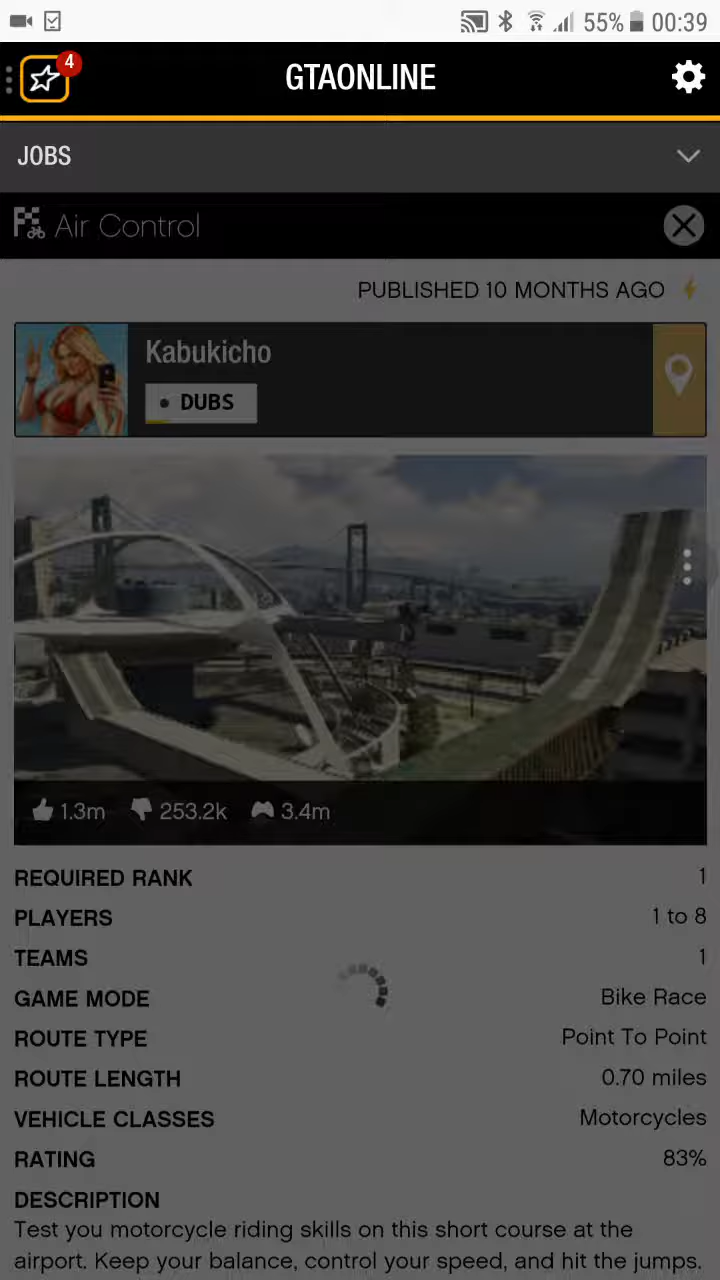 55% 00:39
4
GTAONLINE
JOBS
Air Control
PUBLISHED 10 MONTHS AGO
Kabukicho
DUBS
1.3m 253.2k 3.4m
REQUIRED RANK 1
PLAYERS 1 to 8
TEAMS 1
GAME MODE Bike Race
ROUTE TYPE Point To Point
ROUTE LENGTH 0.70 miles
VEHICLE CLASSES Motorcycles
RATING 83%
DESCRIPTION
Test you motorcycle riding skills on this short course at the
airport. Keep your balance, control your speed, and hit the jumps.